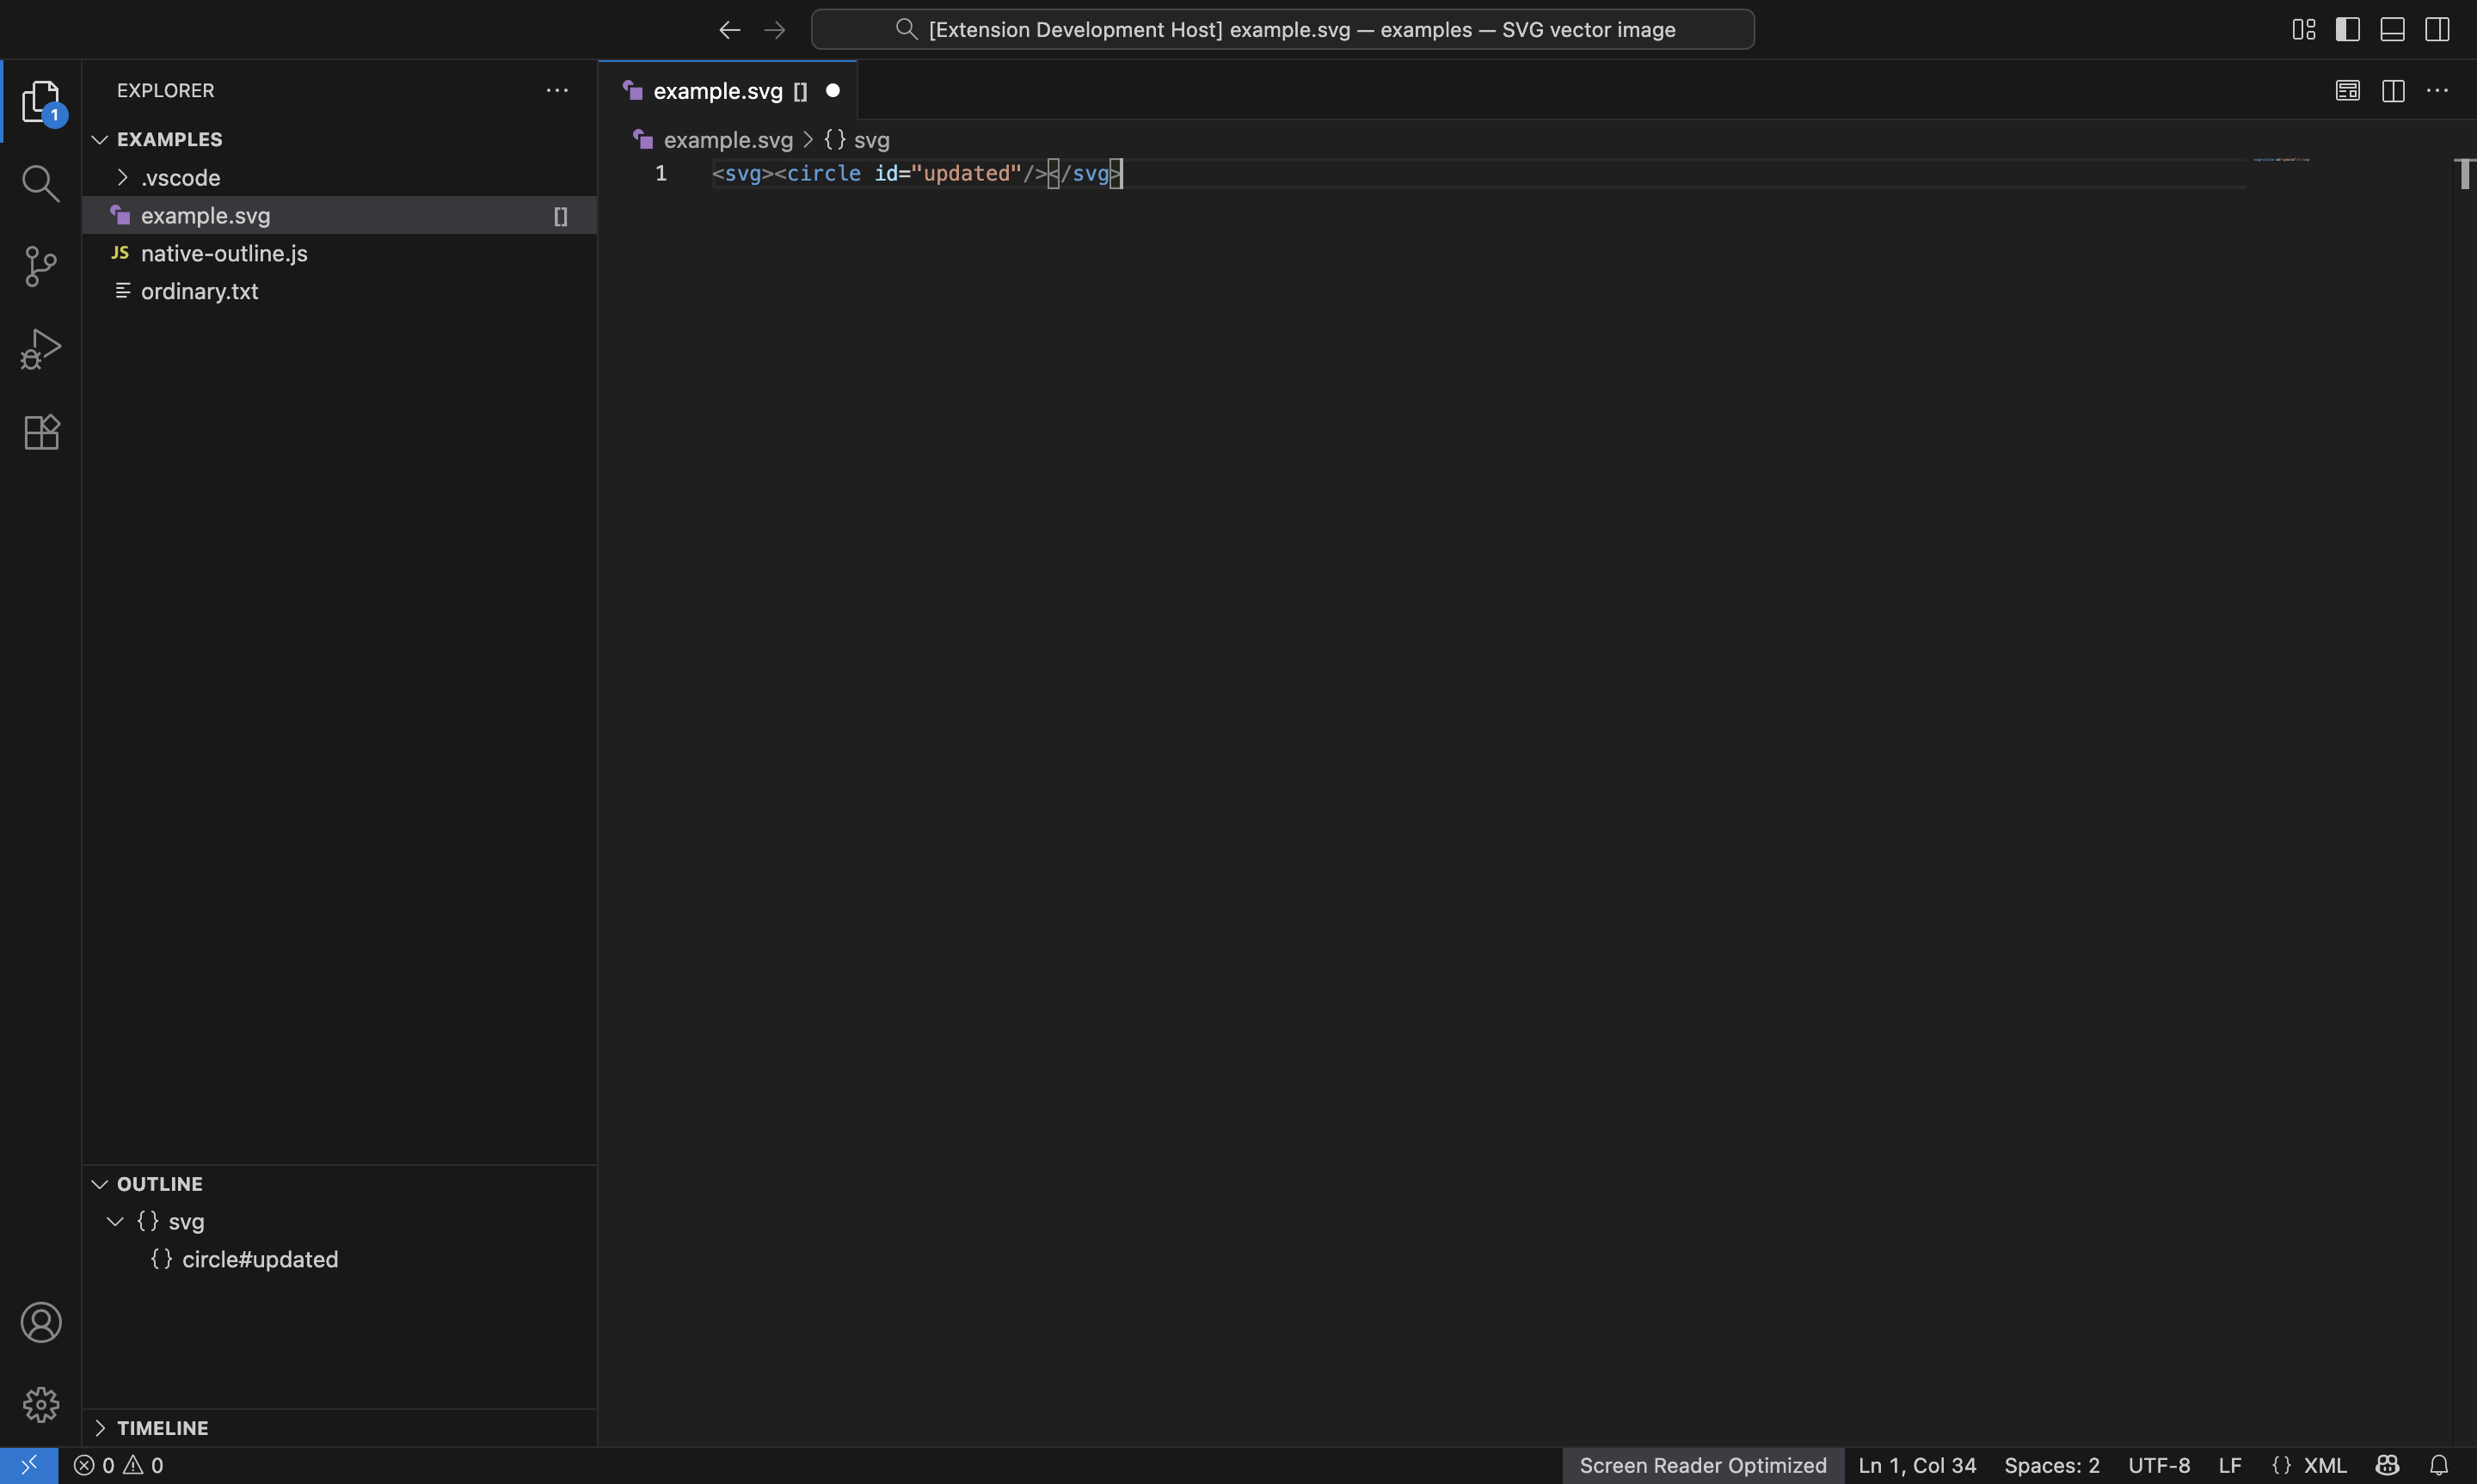 [Extension Development Host] example.svg — examples — SVG vector image
1
EXPLORER
EXAMPLES
.vscode
example.svg []
JS native-outline.js
ordinary.txt
OUTLINE
{} svg
{} circle#updated
TIMELINE
example.svg []
example.svg > {} svg
1 <svg><circle id="updated"/></svg>
0 0
Screen Reader Optimized Ln 1, Col 34 Spaces: 2 UTF-8 LF {} XML